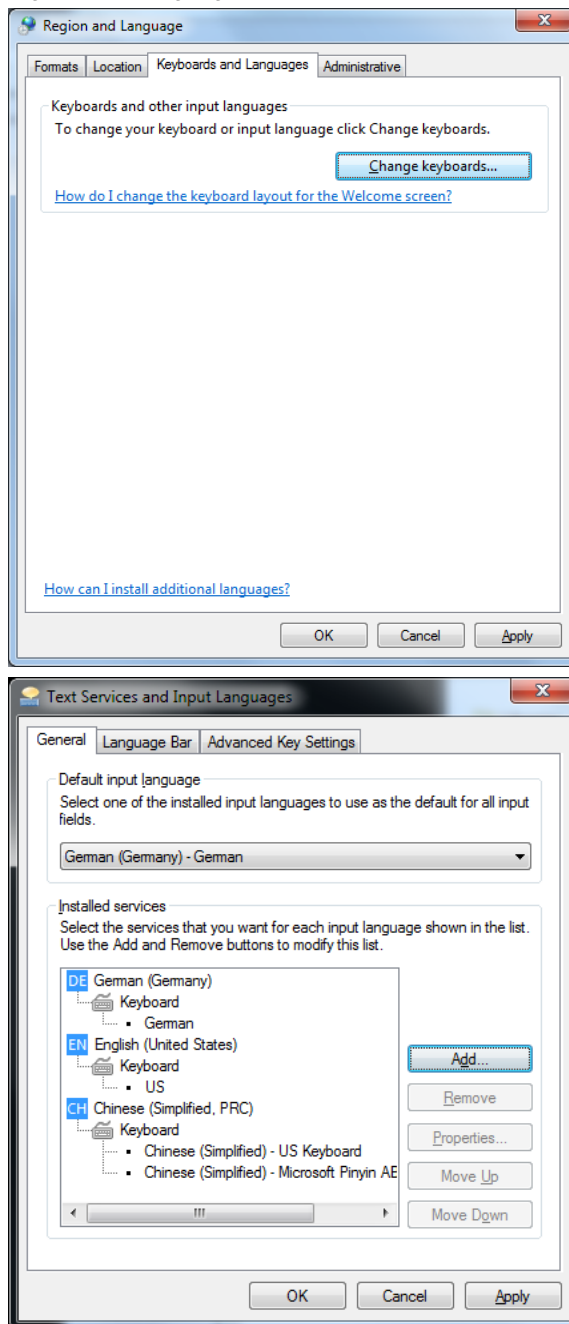 Region and Language
Formats Location Keyboards and Languages Administrative
Keyboards and other input languages
To change your keyboard or input language click Change keyboards.
Change keyboards...
How do I change the keyboard layout for the Welcome screen?
How can I install additional languages?
OK Cancel Apply
Text Services and Input Languages
General Language Bar Advanced Key Settings
Default input language
Select one of the installed input languages to use as the default for all input
fields.
German (Germany) - German
Installed services
Select the services that you want for each input language shown in the list.
Use the Add and Remove buttons to modify this list.
DE German (Germany)
Keyboard
German
EN English (United States)
Keyboard
US
CH Chinese (Simplified, PRC)
Keyboard
Chinese (Simplified) - US Keyboard
Chinese (Simplified) - Microsoft Pinyin AB
Add...
Remove
Properties...
Move Up
Move Down
OK Cancel Apply